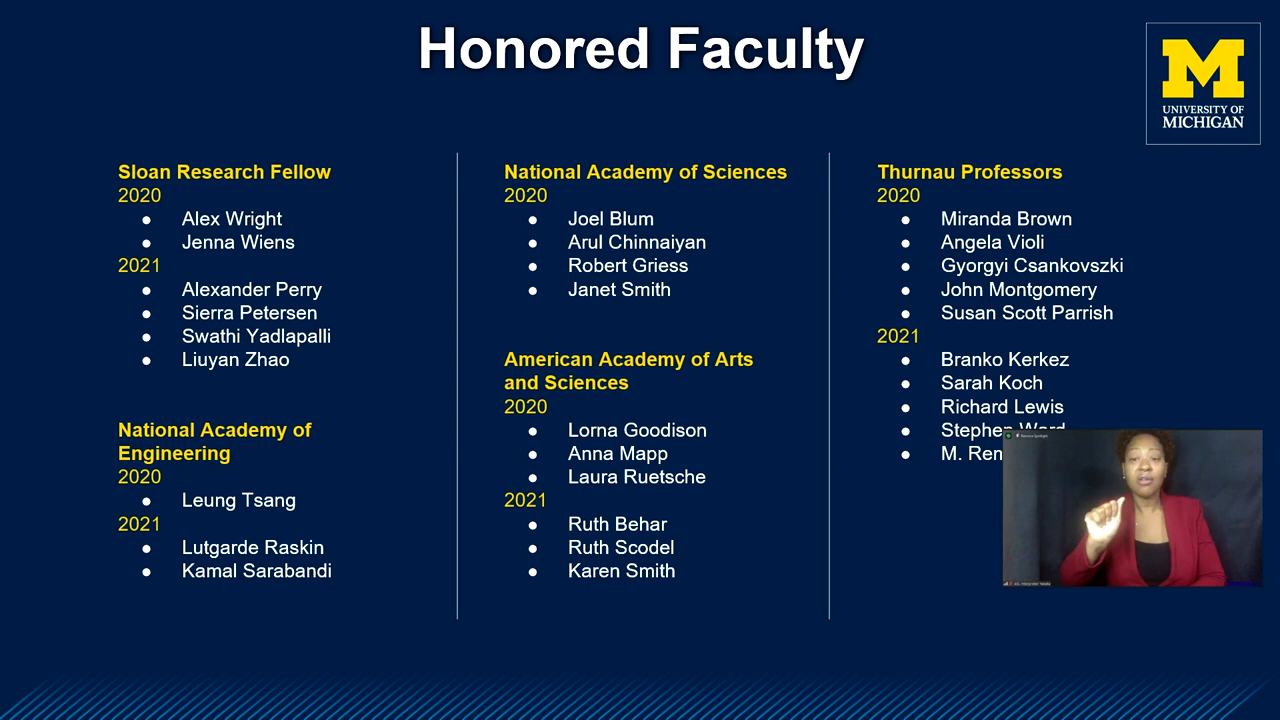 Honored Faculty
UNIVERSITY OF
MICHIGAN
Sloan Research Fellow
2020
● Alex Wright
● Jenna Wiens
2021
● Alexander Perry
● Sierra Petersen
● Swathi Yadlapalli
● Liuyan Zhao
National Academy of
Engineering
2020
● Leung Tsang
2021
● Lutgarde Raskin
● Kamal Sarabandi
National Academy of Sciences
2020
● Joel Blum
● Arul Chinnaiyan
● Robert Griess
● Janet Smith
American Academy of Arts
and Sciences
2020
● Lorna Goodison
● Anna Mapp
● Laura Ruetsche
2021
● Ruth Behar
● Ruth Scodel
● Karen Smith
Thurnau Professors
2020
● Miranda Brown
● Angela Violi
● Gyorgyi Csankovszki
● John Montgomery
● Susan Scott Parrish
2021
● Branko Kerkez
● Sarah Koch
● Richard Lewis
● Stephen Ward
● M.